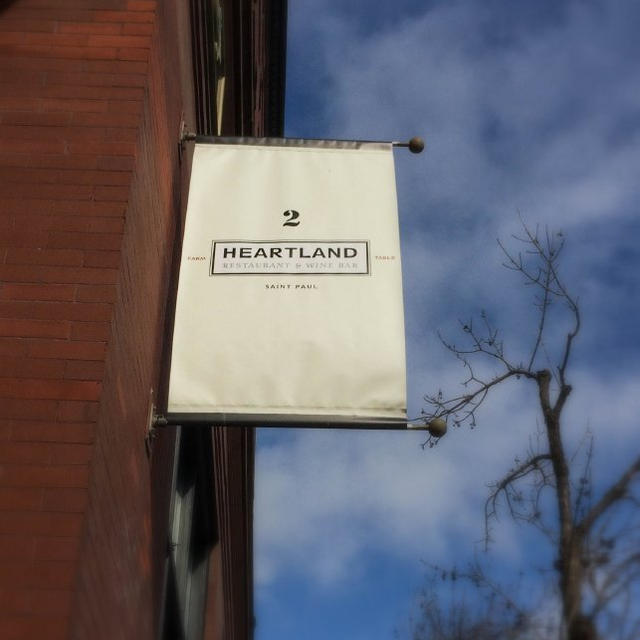 2
FARM HEARTLAND TABLE
RESTAURANT & WINE BAR
SAINT PAUL